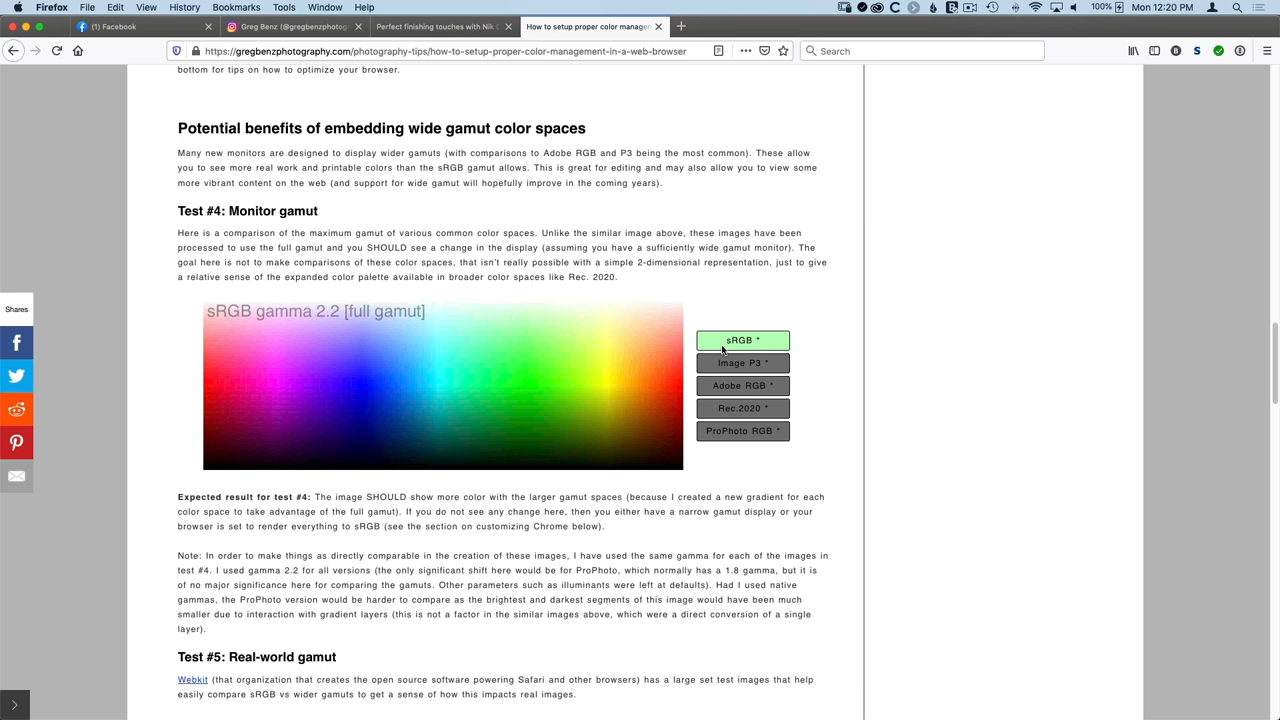 Firefox File Edit View History Bookmarks Tools Window Help 100% Mon 12:20 PM
(1) Facebook Greg Benz (@gregbenzphotog Perfect finishing touches with Nik C How to setup proper color manage
https://gregbenzphotography.com/photography-tips/how-to-setup-proper-color-management-in-a-web-browser Search
bottom for tips on how to optimize your browser.
Potential benefits of embedding wide gamut color spaces
Many new monitors are designed to display wider gamuts (with comparisons to Adobe RGB and P3 being the most common). These allow
you to see more real work and printable colors than the sRGB gamut allows. This is great for editing and may also allow you to view some
more vibrant content on the web (and support for wide gamut will hopefully improve in the coming years).
Test #4: Monitor gamut
Here is a comparison of the maximum gamut of various common color spaces. Unlike the similar image above, these images have been
processed to use the full gamut and you SHOULD see a change in the display (assuming you have a sufficiently wide gamut monitor). The
goal here is not to make comparisons of these color spaces, that isn't really possible with a simple 2-dimensional representation, just to give
a relative sense of the expanded color palette available in broader color spaces like Rec. 2020.
Shares
sRGB gamma 2.2 [full gamut]
sRGB *
Image P3 *
Adobe RGB *
Rec.2020 *
ProPhoto RGB *
Expected result for test #4: The image SHOULD show more color with the larger gamut spaces (because I created a new gradient for each
color space to take advantage of the full gamut). If you do not see any change here, then you either have a narrow gamut display or your
browser is set to render everything to sRGB (see the section on customizing Chrome below).
Note: In order to make things as directly comparable in the creation of these images, I have used the same gamma for each of the images in
test #4. I used gamma 2.2 for all versions (the only significant shift here would be for ProPhoto, which normally has a 1.8 gamma, but it is
of no major significance here for comparing the gamuts. Other parameters such as illuminants were left at defaults). Had I used native
gammas, the ProPhoto version would be harder to compare as the brightest and darkest segments of this image would have been much
smaller due to interaction with gradient layers (this is not a factor in the similar images above, which were a direct conversion of a single
layer).
Test #5: Real-world gamut
Webkit (that organization that creates the open source software powering Safari and other browsers) has a large set test images that help
easily compare sRGB vs wider gamuts to get a sense of how this impacts real images.